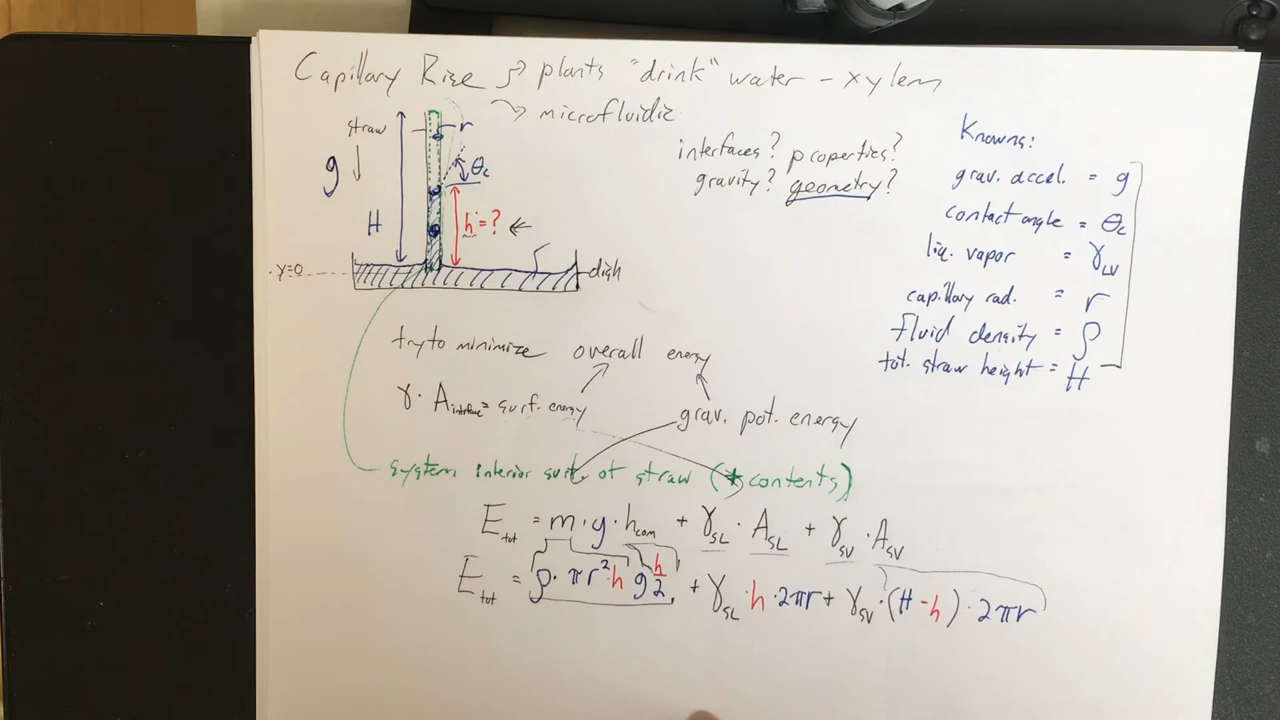 Capillary Rise → plants "drink" water - xylem
→ microfluidic
straw
r
g
θc
H
h = ?
y=0
dish
interfaces? properties?
gravity? geometry?
Knowns:
grav. accel. = g
contact angle = θc
liq. vapor = γLV
capillary rad. = r
fluid density = ρ
tot. straw height = H
try to minimize overall energy
γ · Ainterface = surf. energy
grav. pot. energy
system: interior surf. of straw (+ contents)
Etot = m·g·hcom + γSL · ASL + γSV · ASV
Etot = ρ·πr²·h g h/2 + γSL·h·2πr + γSV·(H-h)·2πr